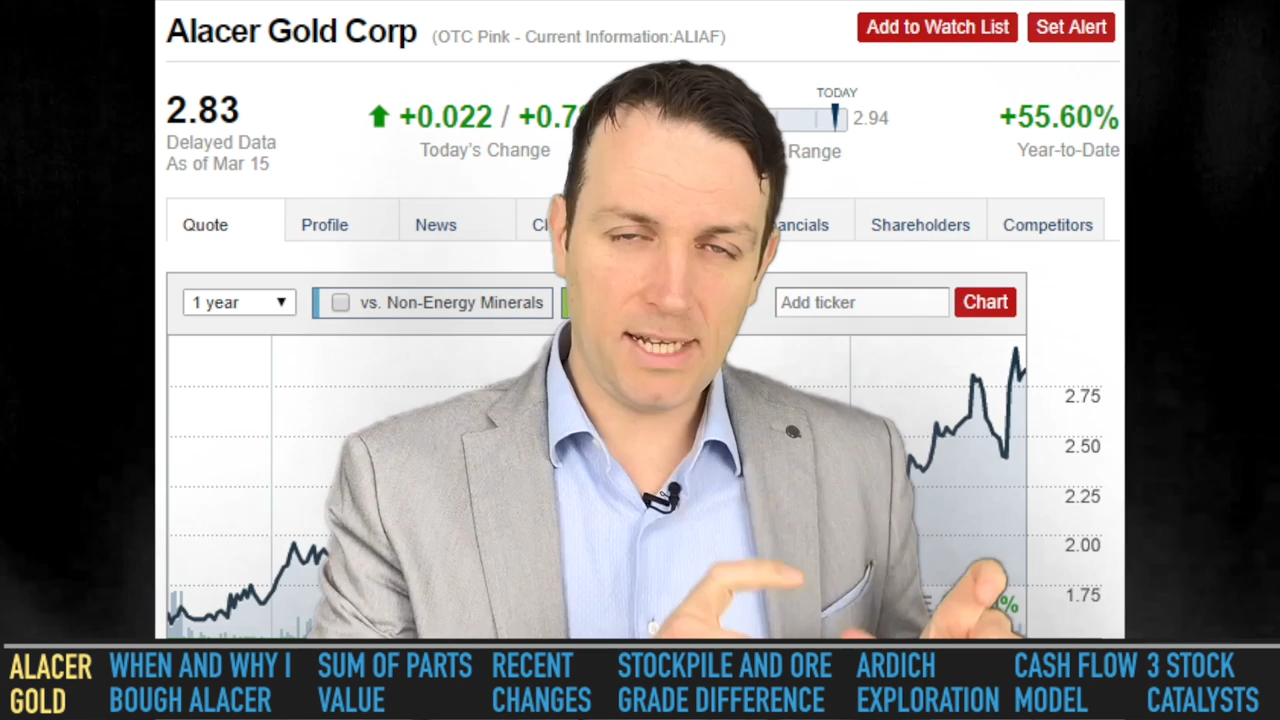 Alacer Gold Corp (OTC Pink - Current Information:ALIAF) Add to Watch List Set Alert
TODAY
2.83 +0.022 / 2.94 +55.60%
Delayed Data Today's Change Range Year-to-Date
As of Mar 15
Quote Profile News Shareholders Competitors
1 year vs. Non-Energy Minerals Add ticker Chart
2.75
2.50
2.25
2.00
1.75
%
ALACER GOLD
WHEN AND WHY I BOUGH ALACER
SUM OF PARTS VALUE
RECENT CHANGES
STOCKPILE AND ORE GRADE DIFFERENCE
ARDICH EXPLORATION
CASH FLOW MODEL
3 STOCK CATALYSTS